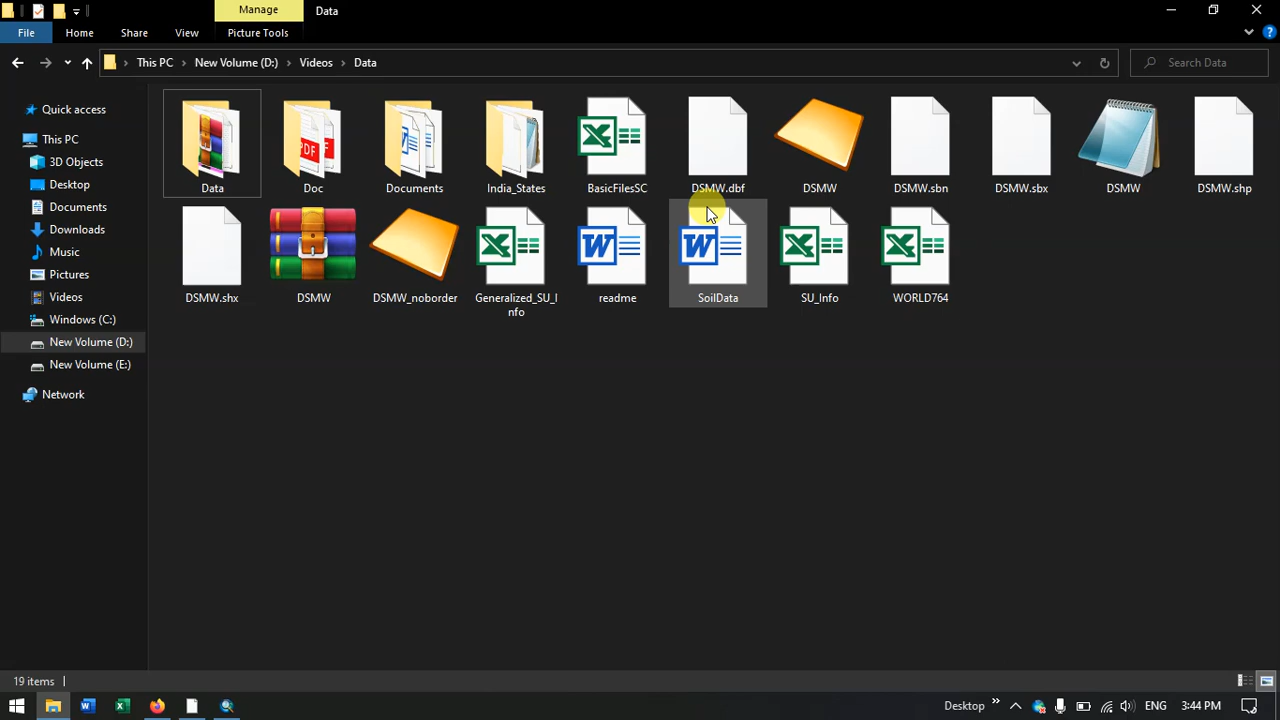 Manage
Data
File
Home
Share
View
Picture Tools
This PC
New Volume (D:)
Videos
Data
Search Data
Quick access
This PC
3D Objects
Desktop
Documents
Downloads
Music
Pictures
Videos
Windows (C:)
New Volume (D:)
New Volume (E:)
Network
Data
PDF
Doc
Documents
India_States
BasicFilesSC
DSMW.dbf
DSMW
DSMW.sbn
DSMW.sbx
DSMW
DSMW.shp
DSMW.shx
DSMW
DSMW_noborder
Generalized_SU_I
nfo
readme
SoilData
SU_Info
WORLD764
19 items
Desktop
ENG
3:44 PM